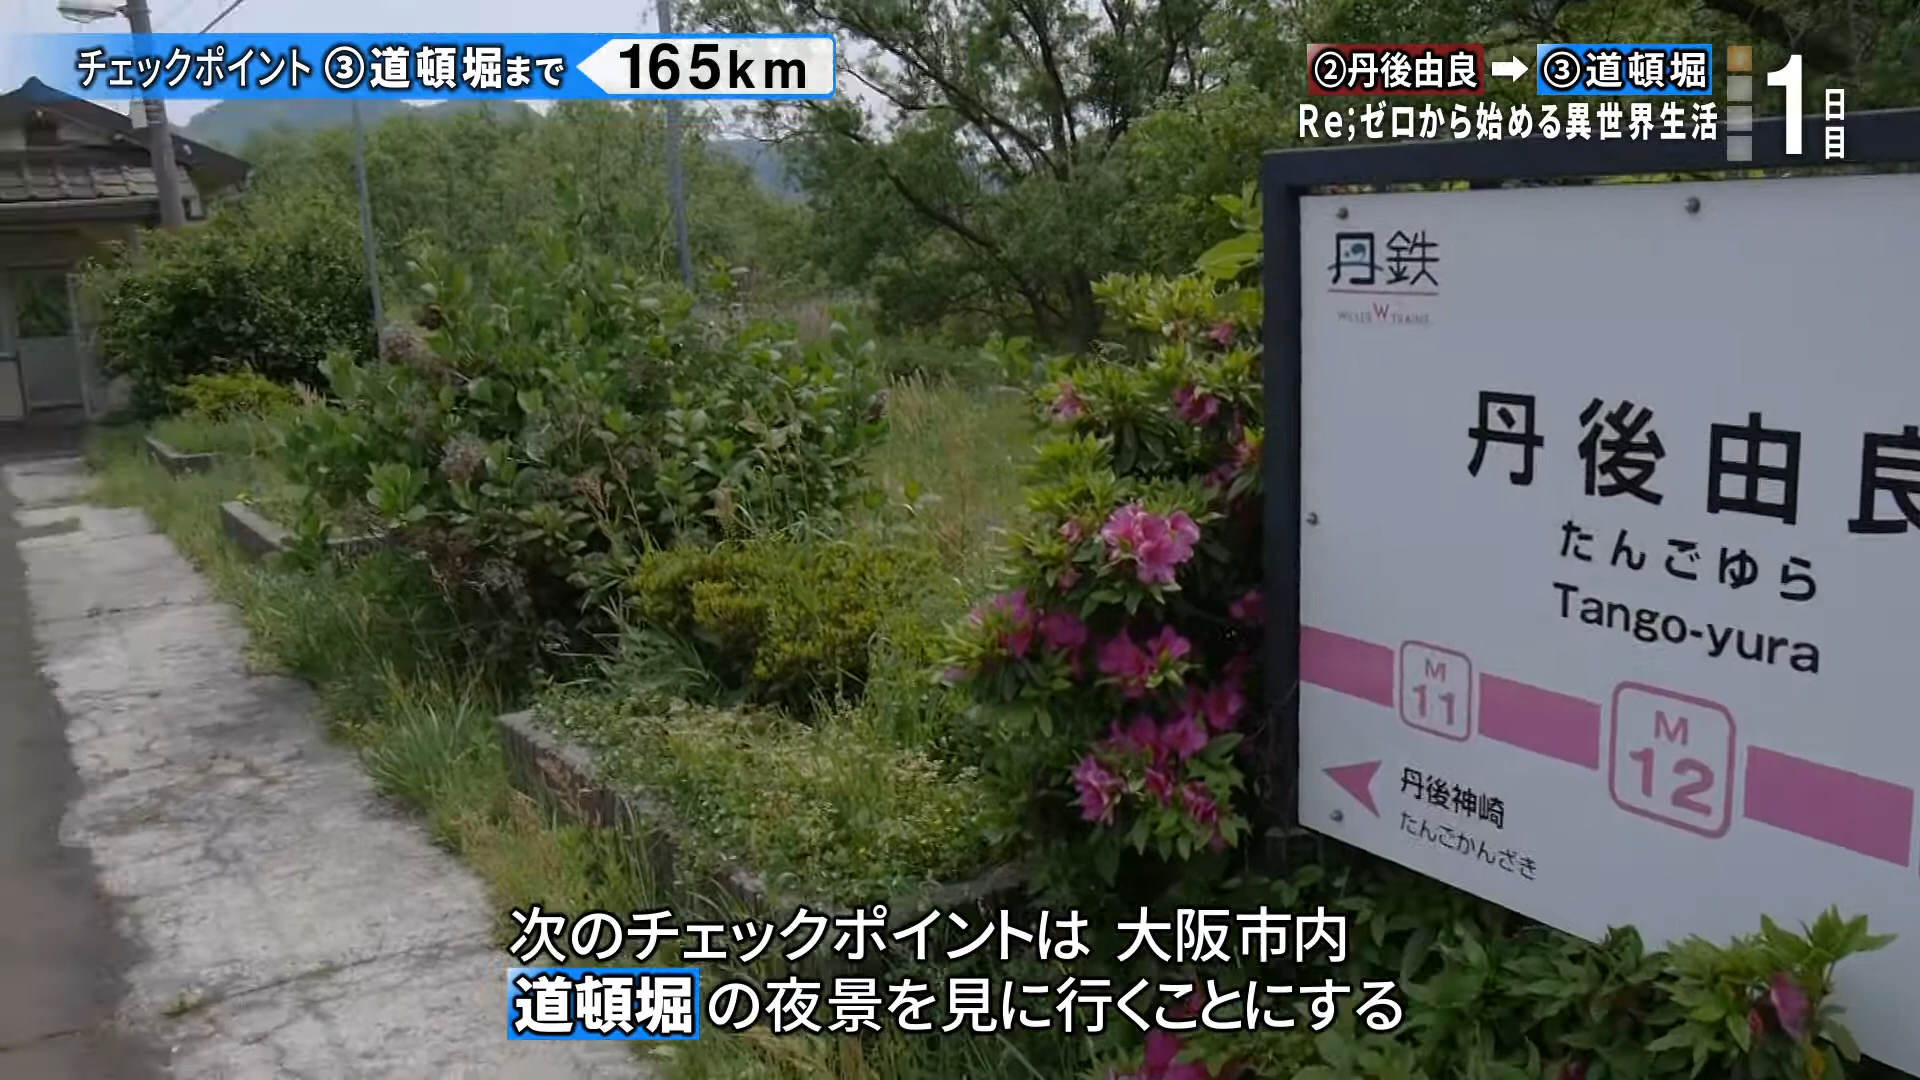 チェックポイント ③道頓堀まで 165km
②丹後由良 ➡ ③道頓堀
Re;ゼロから始める異世界生活
1日目
丹鉄
WILLER TRAINS
丹後由良
たんごゆら
Tango-yura
M 11
M 12
丹後神崎
たんごかんざき
次のチェックポイントは 大阪市内
道頓堀の夜景を見に行くことにする